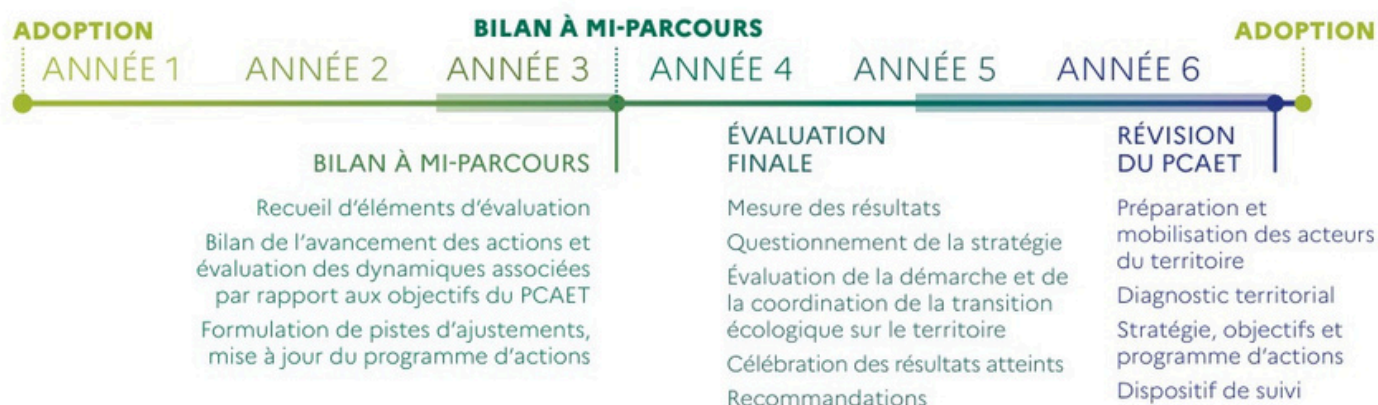 ADOPTION
BILAN À MI-PARCOURS
ADOPTION
ANNÉE 1
ANNÉE 2
ANNÉE 3
ANNÉE 4
ANNÉE 5
ANNÉE 6
BILAN À MI-PARCOURS
Recueil d'éléments d'évaluation
Bilan de l'avancement des actions et
évaluation des dynamiques associées
par rapport aux objectifs du PCAET
Formulation de pistes d'ajustements,
mise à jour du programme d'actions
ÉVALUATION
FINALE
Mesure des résultats
Questionnement de la stratégie
Évaluation de la démarche et de
la coordination de la transition
écologique sur le territoire
Célébration des résultats atteints
Recommandations
RÉVISION
DU PCAET
Préparation et
mobilisation des acteurs
du territoire
Diagnostic territorial
Stratégie, objectifs et
programme d'actions
Dispositif de suivi